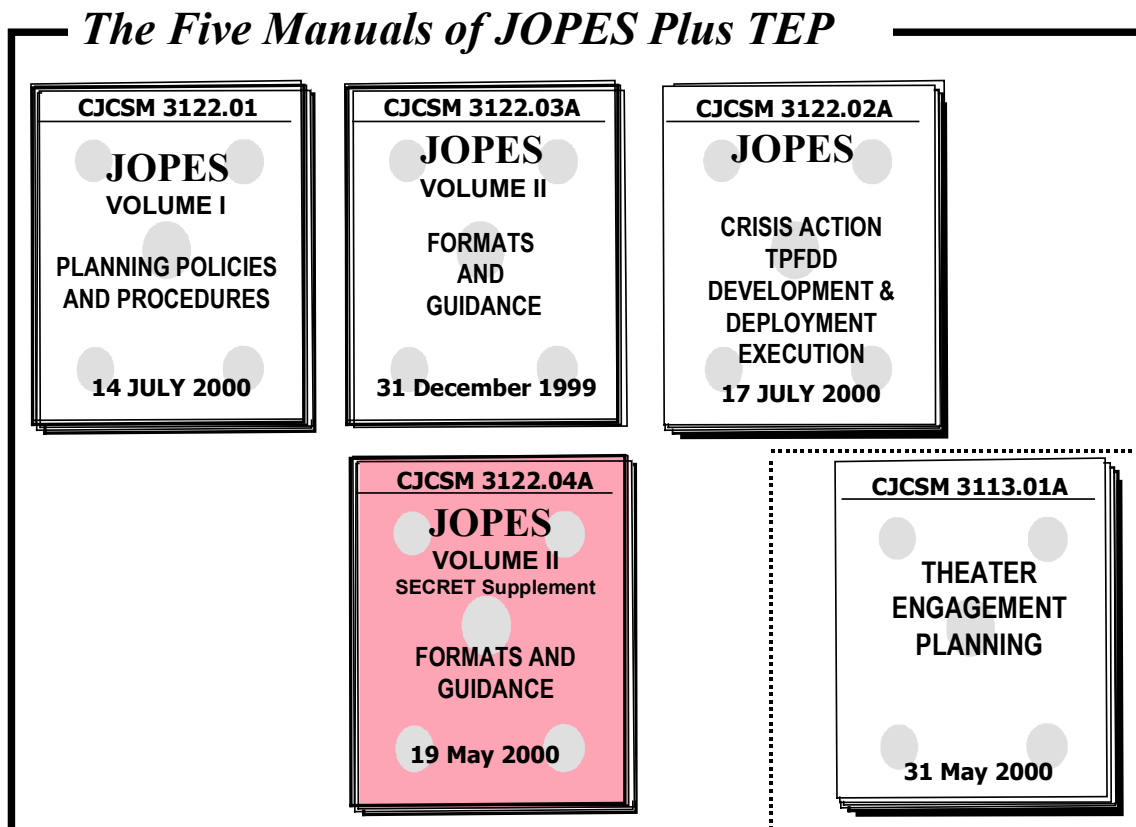 The Five Manuals of JOPES Plus TEP
CJCSM 3122.01
JOPES
VOLUME I
PLANNING POLICIES
AND PROCEDURES
14 JULY 2000
CJCSM 3122.03A
JOPES
VOLUME II
FORMATS
AND
GUIDANCE
31 December 1999
CJCSM 3122.02A
JOPES
CRISIS ACTION
TPFDD
DEVELOPMENT &
DEPLOYMENT
EXECUTION
17 JULY 2000
CJCSM 3122.04A
JOPES
VOLUME II
SECRET Supplement
FORMATS AND
GUIDANCE
19 May 2000
CJCSM 3113.01A
THEATER
ENGAGEMENT
PLANNING
31 May 2000